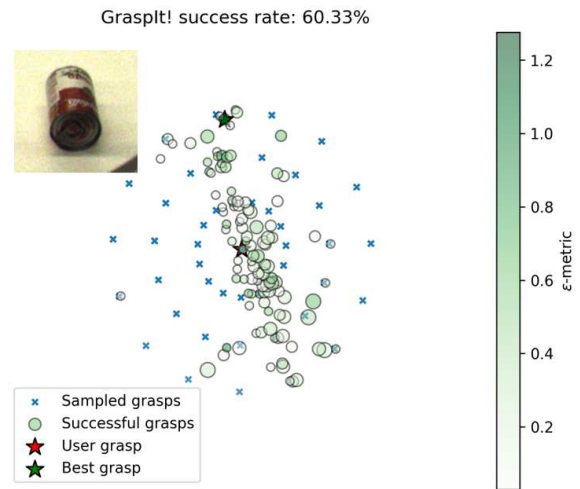 GraspIt! success rate: 60.33%
1.2
1.0
0.8
0.6
0.4
0.2
ε-metric
Sampled grasps
Successful grasps
User grasp
Best grasp